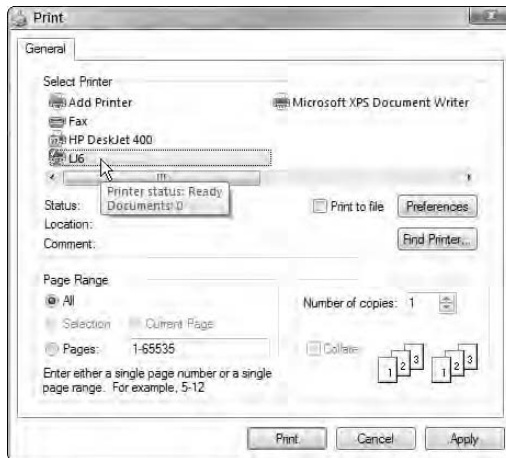 Print
General
Select Printer
Add Printer
Microsoft XPS Document Writer
Fax
HP DeskJet 400
LJ6
Printer status: Ready
Documents: 0
Status:
Print to file
Preferences
Location:
Comment:
Find Printer...
Page Range
All
Number of copies: 1
Selection
Current Page
Pages: 1-65535
Collate
1 2 3 1 2 3
Enter either a single page number or a single
page range. For example, 5-12
Print
Cancel
Apply